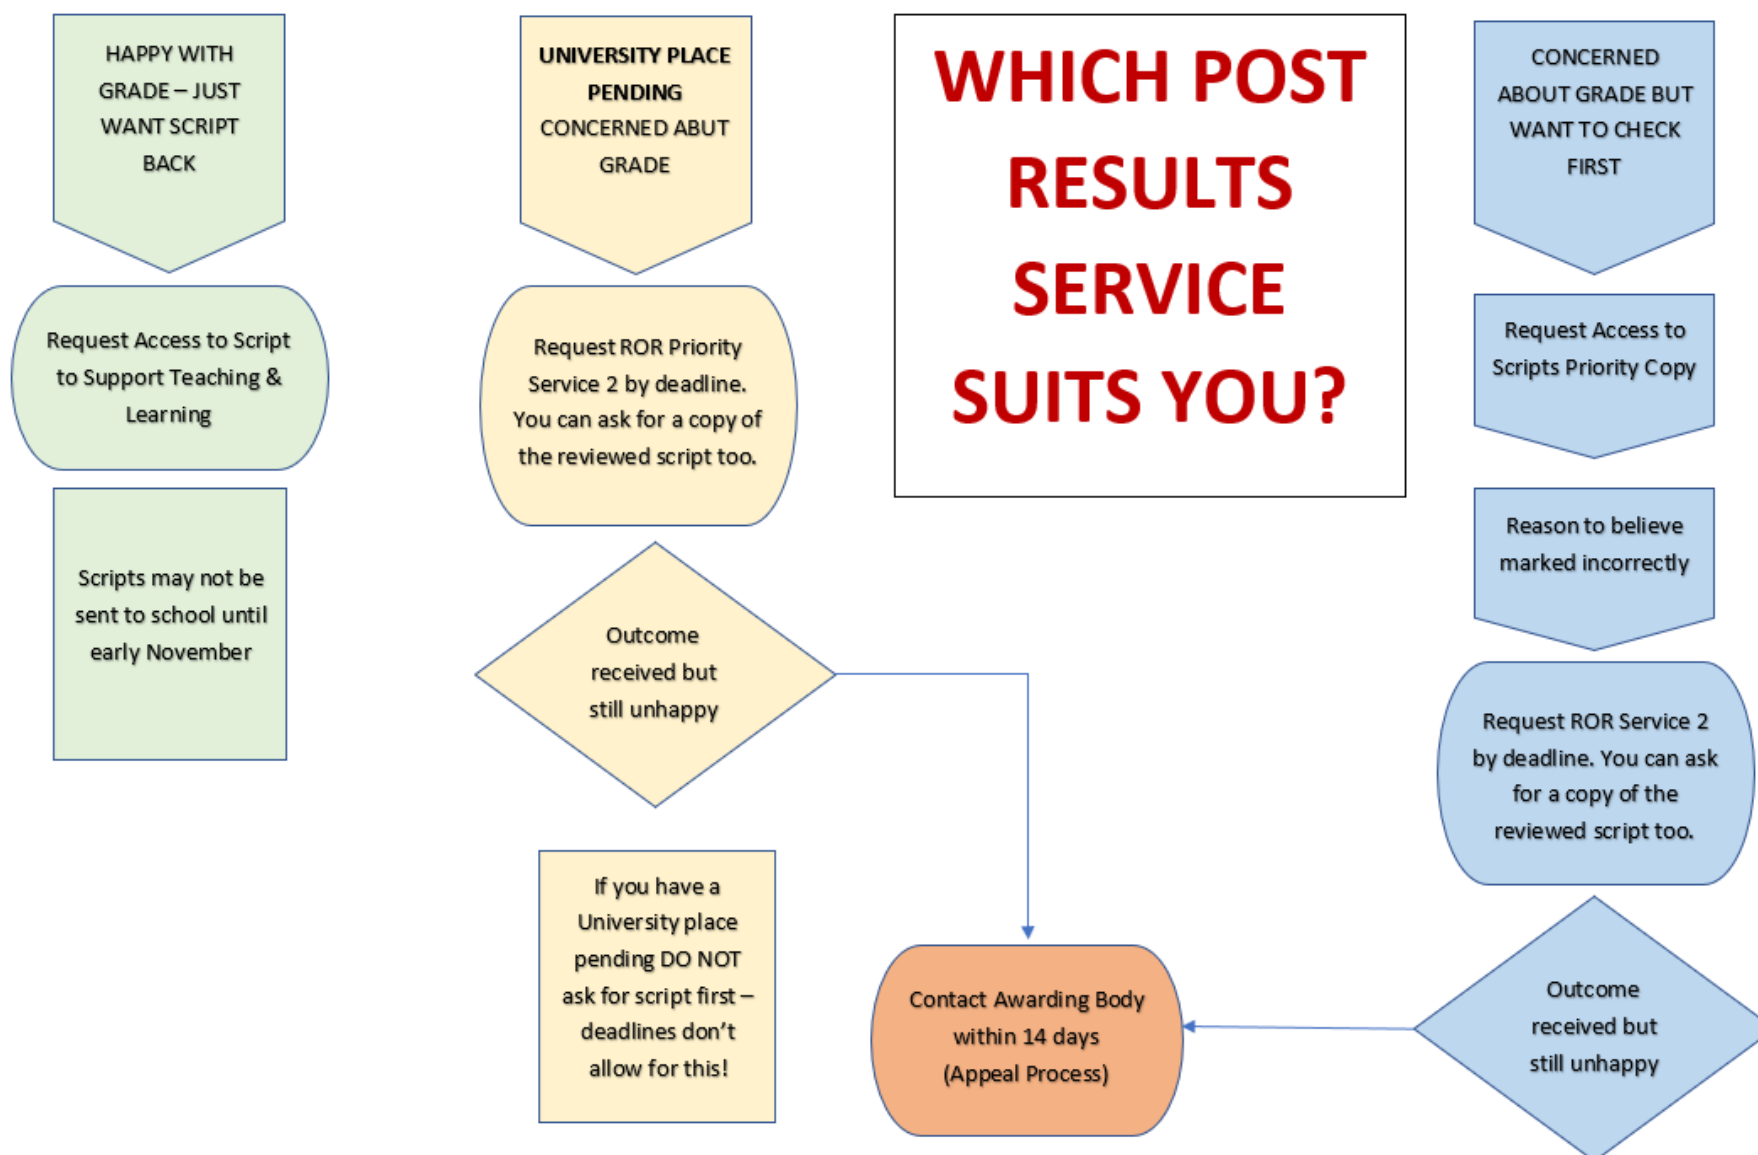 HAPPY WITH
GRADE – JUST
WANT SCRIPT
BACK
Request Access to Script
to Support Teaching &
Learning
Scripts may not be
sent to school until
early November
UNIVERSITY PLACE
PENDING
CONCERNED ABUT
GRADE
Request ROR Priority
Service 2 by deadline.
You can ask for a copy of
the reviewed script too.
Outcome
received but
still unhappy
If you have a
University place
pending DO NOT
ask for script first –
deadlines don't
allow for this!
WHICH POST
RESULTS
SERVICE
SUITS YOU?
Contact Awarding Body
within 14 days
(Appeal Process)
CONCERNED
ABOUT GRADE BUT
WANT TO CHECK
FIRST
Request Access to
Scripts Priority Copy
Reason to believe
marked incorrectly
Request ROR Service 2
by deadline. You can ask
for a copy of the
reviewed script too.
Outcome
received but
still unhappy